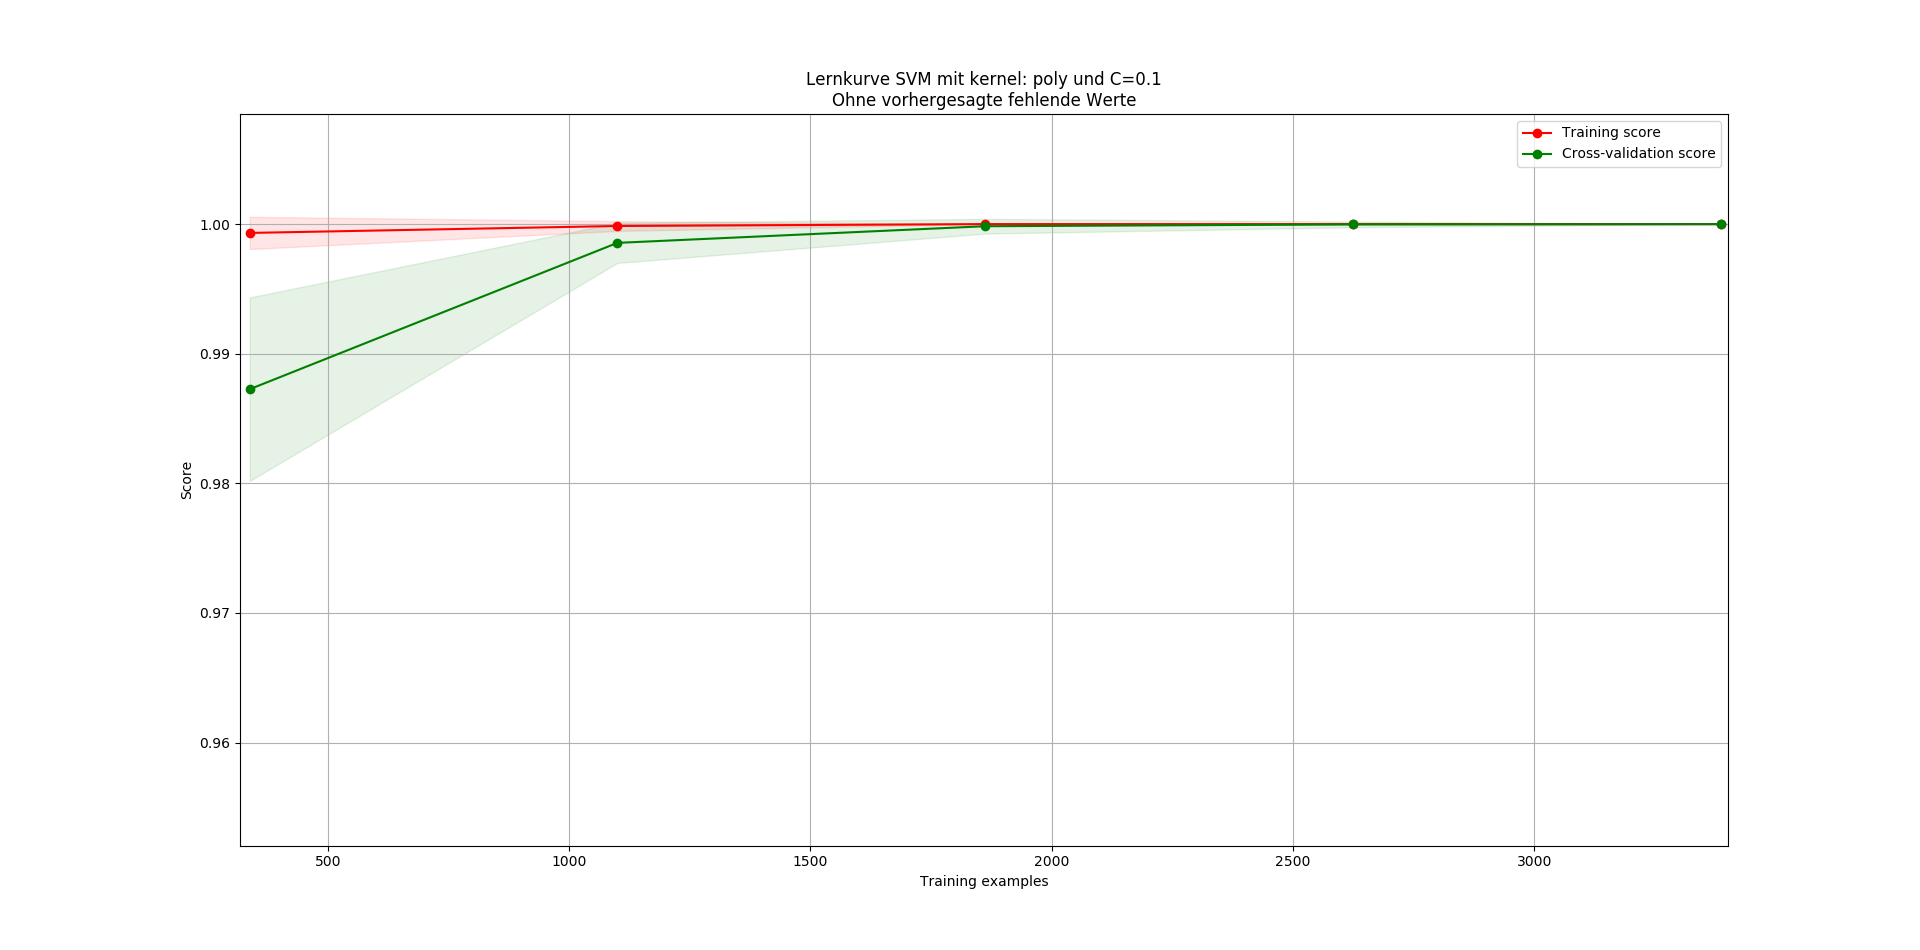 Lernkurve SVM mit kernel: poly und C=0.1
Ohne vorhergesagte fehlende Werte
Training score
Cross-validation score
1.00
0.99
0.98
0.97
0.96
Score
500 1000 1500 2000 2500 3000
Training examples